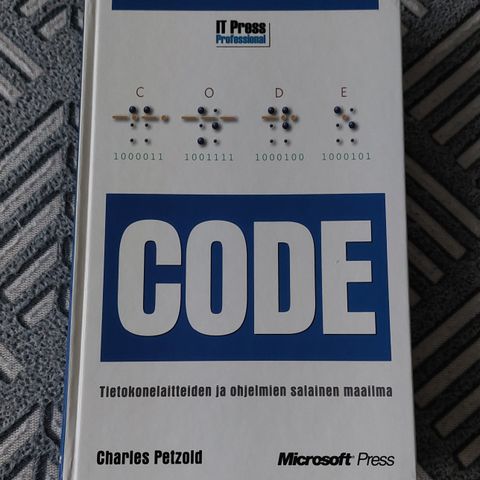 IT Press
Professional
C O D E
1000011 1001111 1000100 1000101
CODE
Tietokonelaitteiden ja ohjelmien salainen maailma
Charles Petzold Microsoft Press